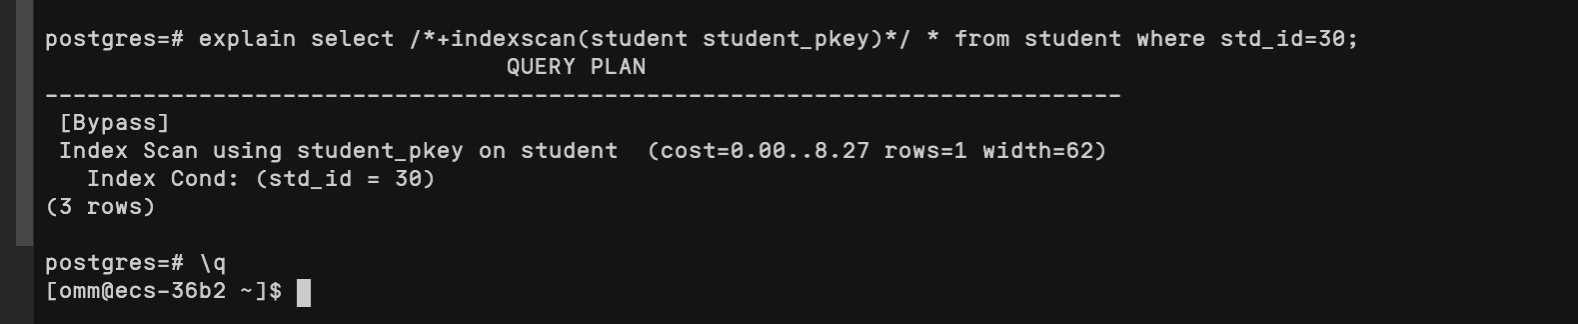 postgres=# explain select /*+indexscan(student student_pkey)*/ * from student where std_id=30;
QUERY PLAN
-----------------------------------------------------------------------------
[Bypass]
Index Scan using student_pkey on student  (cost=0.00..8.27 rows=1 width=62)
Index Cond: (std_id = 30)
(3 rows)
postgres=# \q
[omm@ecs-36b2 ~]$